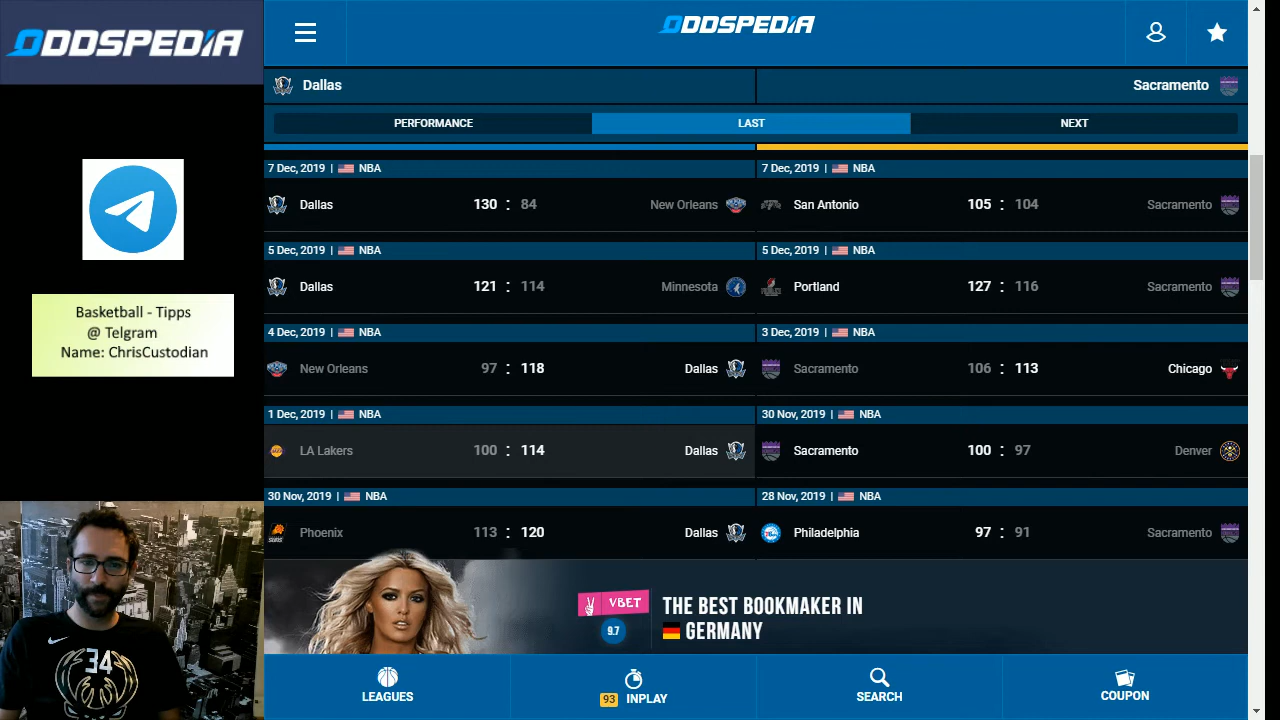 ODDSPEDIA
Basketball - Tipps
@ Telgram
Name: ChrisCustodian
34
ODDSPEDIA
Dallas
Sacramento
PERFORMANCE
LAST
NEXT
7 Dec, 2019 | NBA
Dallas 130 : 84 New Orleans
5 Dec, 2019 | NBA
Dallas 121 : 114 Minnesota
4 Dec, 2019 | NBA
New Orleans 97 : 118 Dallas
1 Dec, 2019 | NBA
LA Lakers 100 : 114 Dallas
30 Nov, 2019 | NBA
Phoenix 113 : 120 Dallas
7 Dec, 2019 | NBA
San Antonio 105 : 104 Sacramento
5 Dec, 2019 | NBA
Portland 127 : 116 Sacramento
3 Dec, 2019 | NBA
Sacramento 106 : 113 Chicago
30 Nov, 2019 | NBA
Sacramento 100 : 97 Denver
28 Nov, 2019 | NBA
Philadelphia 97 : 91 Sacramento
VBET
9.7
THE BEST BOOKMAKER IN
GERMANY
LEAGUES
93 INPLAY
SEARCH
COUPON